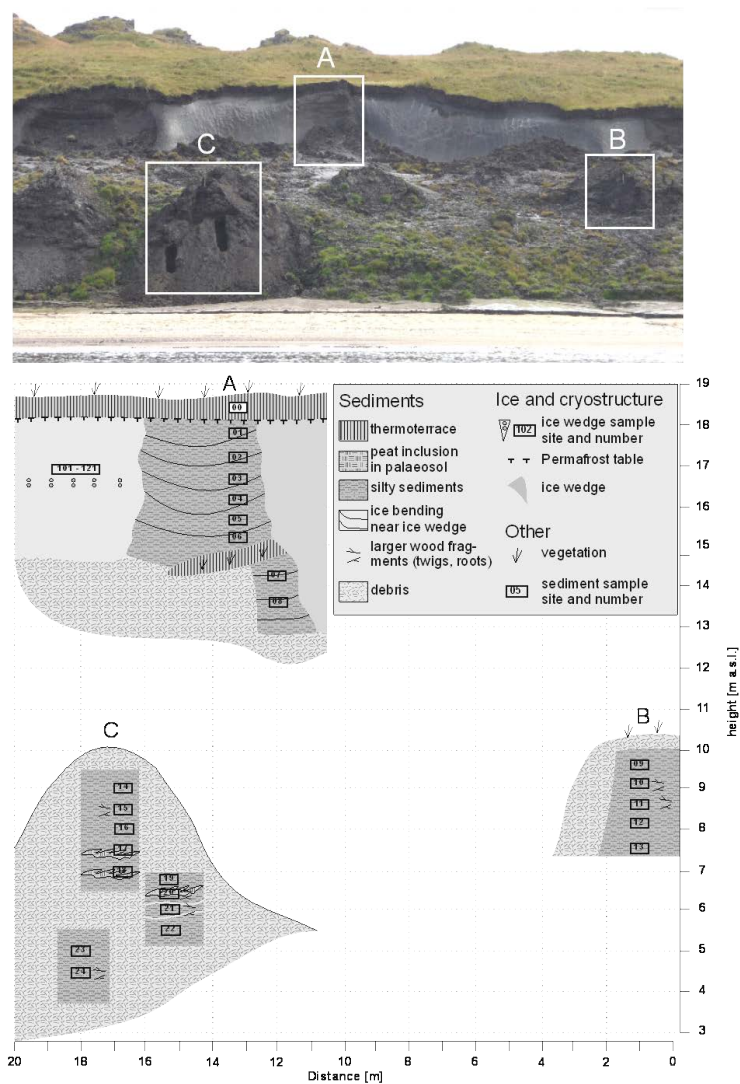 A
C
B
A
00
01
02
03
04
05
06
07
08
101 - 121
Sediments
thermoterrace
peat inclusion
in palaeosol
silty sediments
ice bending
near ice wedge
larger wood frag-
ments (twigs, roots)
debris
Ice and cryostructure
102
ice wedge sample
site and number
Permafrost table
ice wedge
Other
vegetation
05
sediment sample
site and number
19
18
17
16
15
14
13
12
11
10
9
8
7
6
5
4
3
height [m a.s.l.]
C
14
15
16
17
18
19
20
21
22
23
24
B
09
10
11
12
13
20
18
16
14
12
10
8
6
4
2
0
Distance [m]